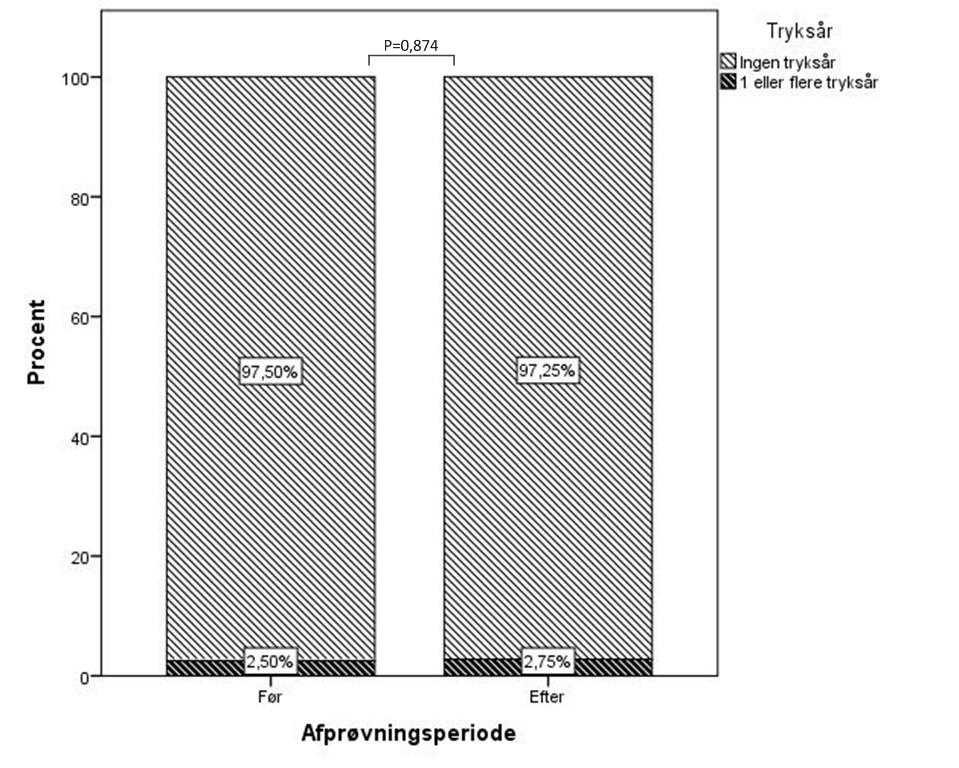 P=0,874
Tryksår
Ingen tryksår
1 eller flere tryksår
Procent
100
80
60
40
20
0
97,50%
97,25%
2,50%
2,75%
Før
Efter
Afprøvningsperiode